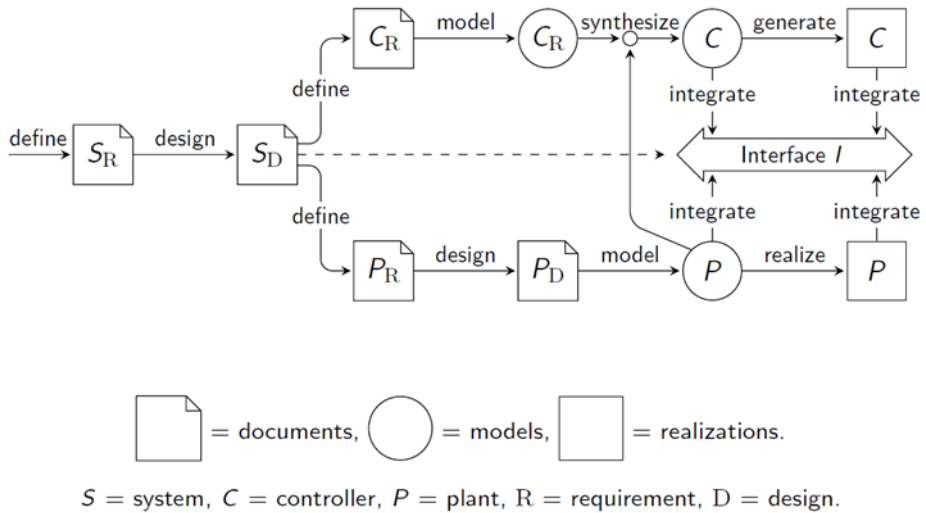 C_R model C_R synthesize C generate C
define integrate integrate
define S_R design S_D Interface I
define integrate integrate
P_R design P_D model P realize P
= documents, = models, = realizations.
S = system, C = controller, P = plant, R = requirement, D = design.